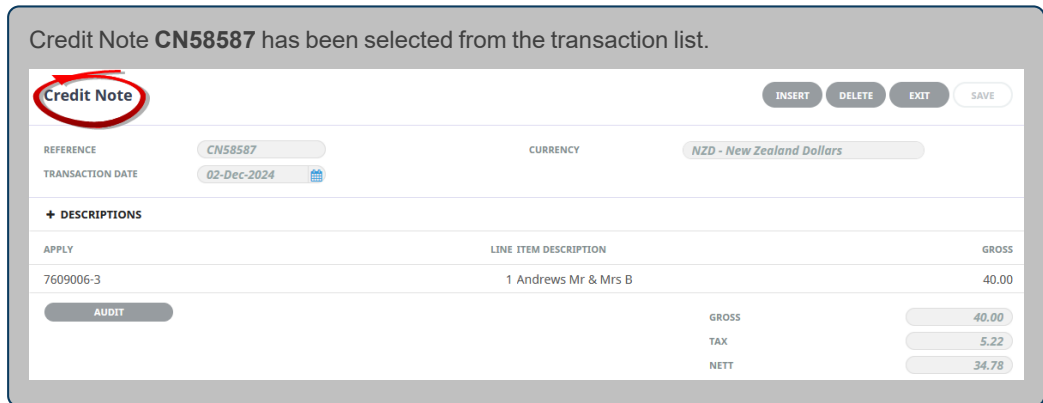 Credit Note CN58587 has been selected from the transaction list.
Credit Note INSERT DELETE EXIT SAVE
REFERENCE CN58587 CURRENCY NZD - New Zealand Dollars
TRANSACTION DATE 02-Dec-2024
+ DESCRIPTIONS
APPLY LINE ITEM DESCRIPTION GROSS
7609006-3 1 Andrews Mr & Mrs B 40.00
AUDIT GROSS 40.00
TAX 5.22
NETT 34.78